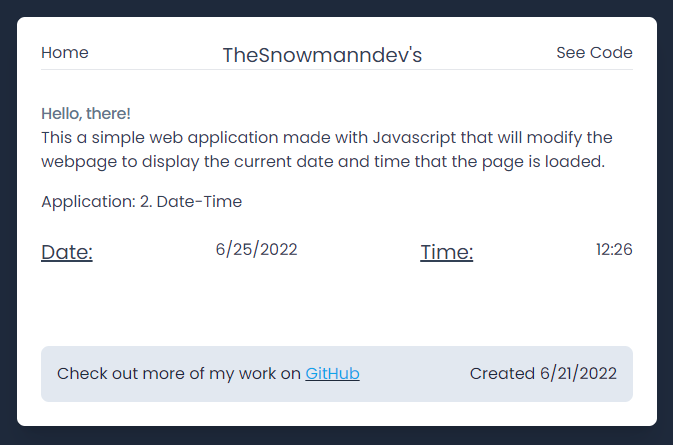 Home TheSnowmanndev's See Code
Hello, there!
This a simple web application made with Javascript that will modify the
webpage to display the current date and time that the page is loaded.
Application: 2. Date-Time
Date: 6/25/2022 Time: 12:26
Check out more of my work on GitHub Created 6/21/2022